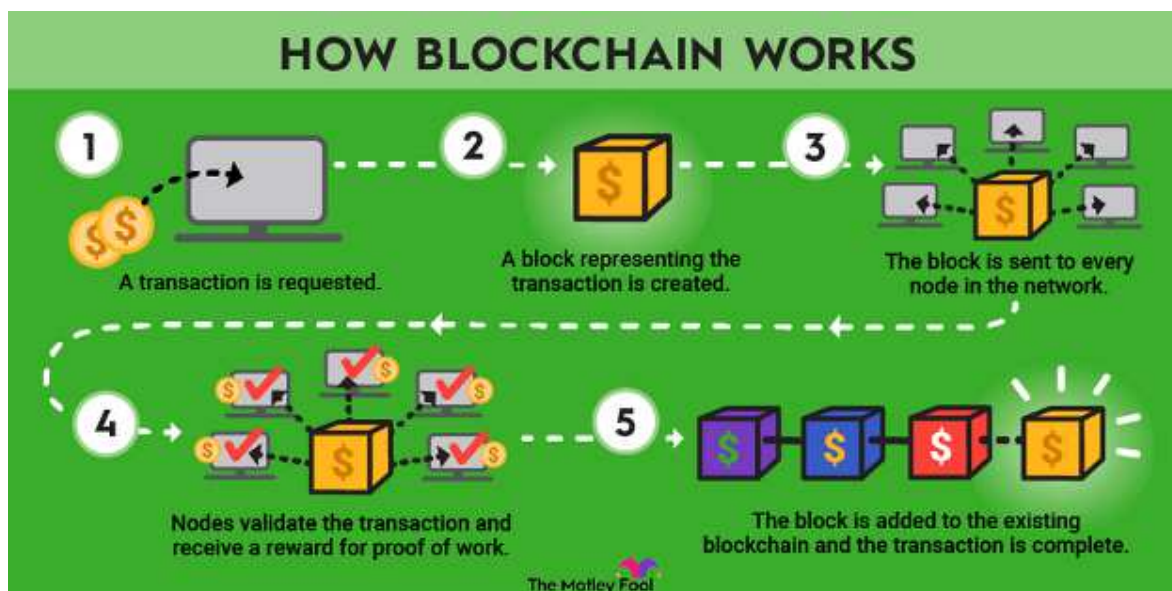 HOW BLOCKCHAIN WORKS
1
2
3
$
$
$
$
A transaction is requested.
A block representing the
transaction is created.
The block is sent to every
node in the network.
4
5
$
$
$
$
$
$
$
$
$
$
Nodes validate the transaction and
receive a reward for proof of work.
The block is added to the existing
blockchain and the transaction is complete.
The Motley Fool